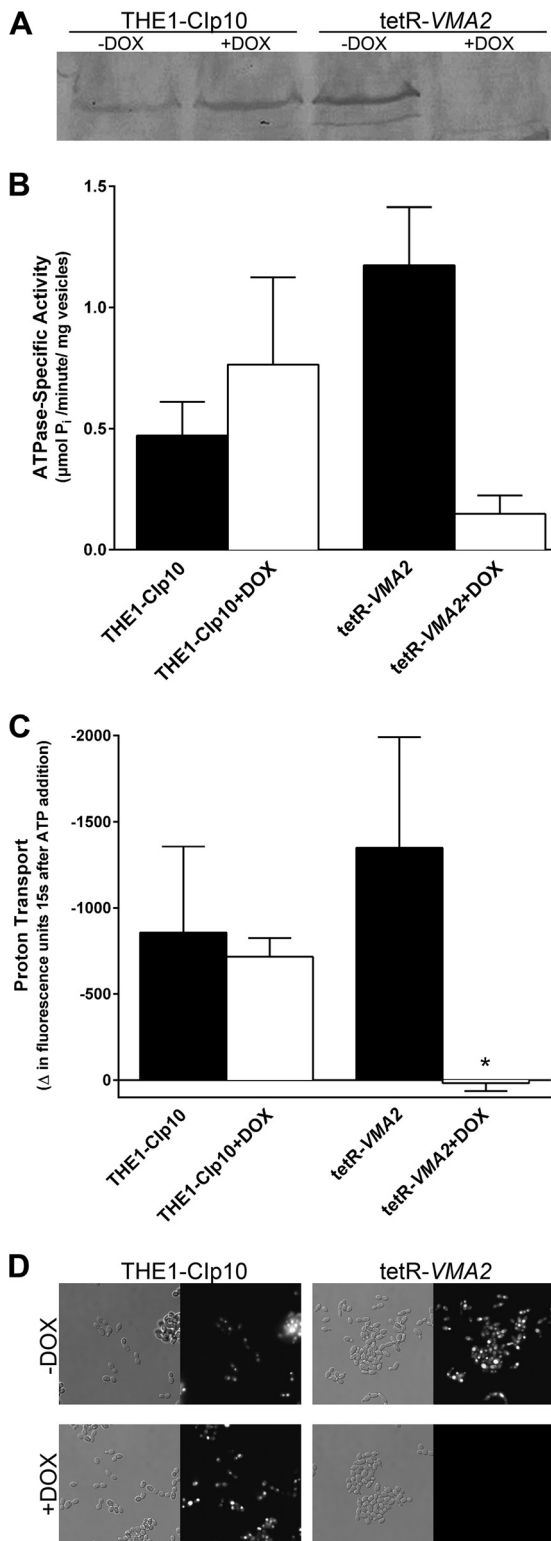 A
THE1-CIp10 tetR-VMA2
-DOX +DOX -DOX +DOX
B
ATPase-Specific Activity
(µmol Pi /minute/ mg vesicles)
1.5
1.0
0.5
0.0
THE1-CIp10
THE1-CIp10+DOX
tetR-VMA2
tetR-VMA2+DOX
C
Proton Transport
(Δ in fluorescence units 15s after ATP addition)
-2000
-1500
-1000
-500
0
*
THE1-CIp10
THE1-CIp10+DOX
tetR-VMA2
tetR-VMA2+DOX
D
THE1-CIp10 tetR-VMA2
-DOX
+DOX